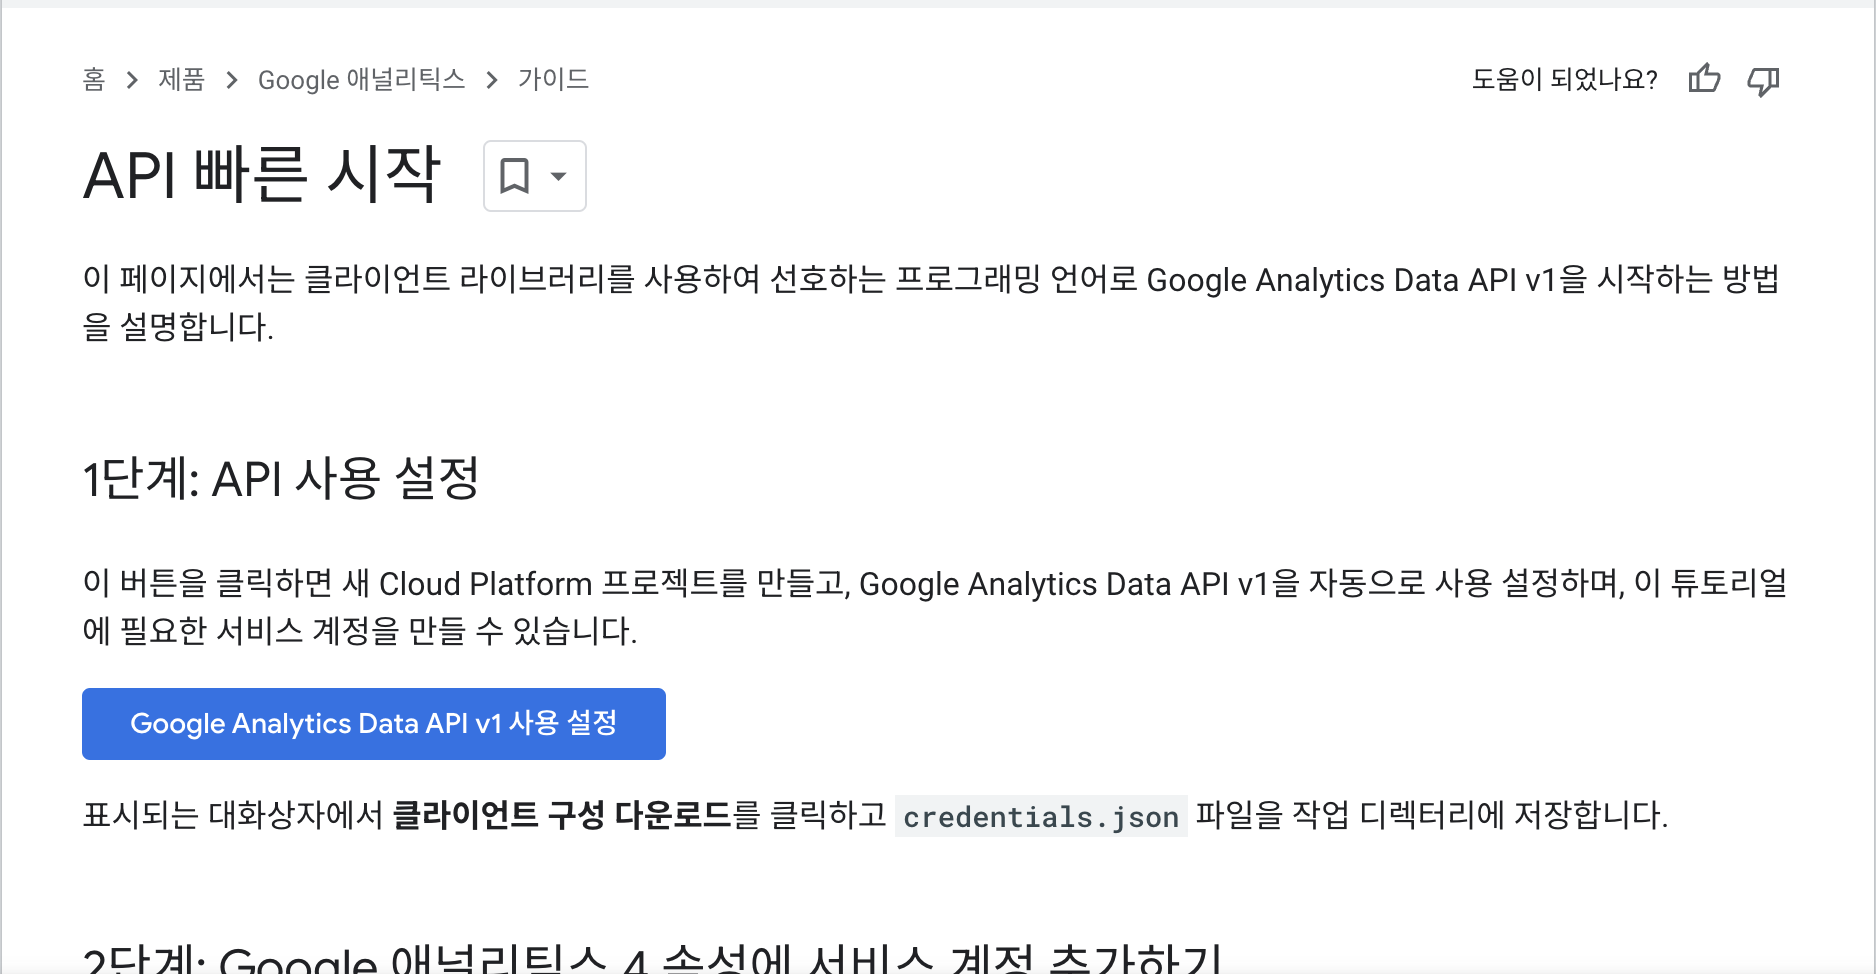 홈 > 제품 > Google 애널리틱스 > 가이드
도움이 되었나요?
API 빠른 시작
이 페이지에서는 클라이언트 라이브러리를 사용하여 선호하는 프로그래밍 언어로 Google Analytics Data API v1을 시작하는 방법
을 설명합니다.
1단계: API 사용 설정
이 버튼을 클릭하면 새 Cloud Platform 프로젝트를 만들고, Google Analytics Data API v1을 자동으로 사용 설정하며, 이 튜토리얼
에 필요한 서비스 계정을 만들 수 있습니다.
Google Analytics Data API v1 사용 설정
표시되는 대화상자에서 클라이언트 구성 다운로드를 클릭하고 credentials.json 파일을 작업 디렉터리에 저장합니다.
2단계: Google 애널리틱스 4 속성에 서비스 계정 추가하기